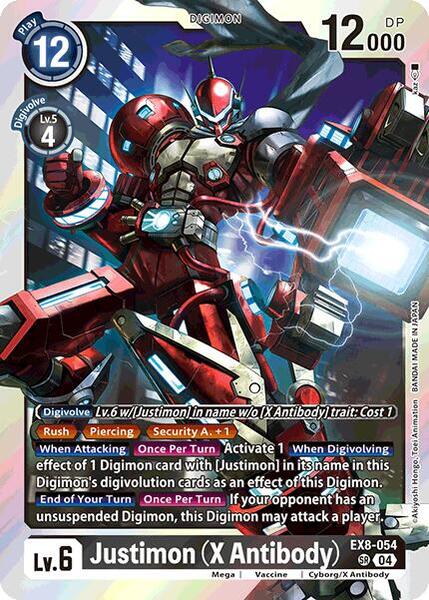 DIGIMON
Play
12
12000 DP
kaz
Digivolve
Lv.5
4
©Akiyoshi Hongo, Toei Animation BANDAI MADE IN JAPAN
Digivolve Lv.6 w/[Justimon] in name w/o [X Antibody] trait: Cost 1
Rush Piercing Security A. +1
When Attacking Once Per Turn Activate 1 When Digivolving
effect of 1 Digimon card with [Justimon] in its name in this
Digimon's digivolution cards as an effect of this Digimon.
End of Your Turn Once Per Turn If your opponent has an
unsuspended Digimon, this Digimon may attack a player.
Lv.6 Justimon (X Antibody) EX8-054
SR 04
Mega Vaccine Cyborg/X Antibody